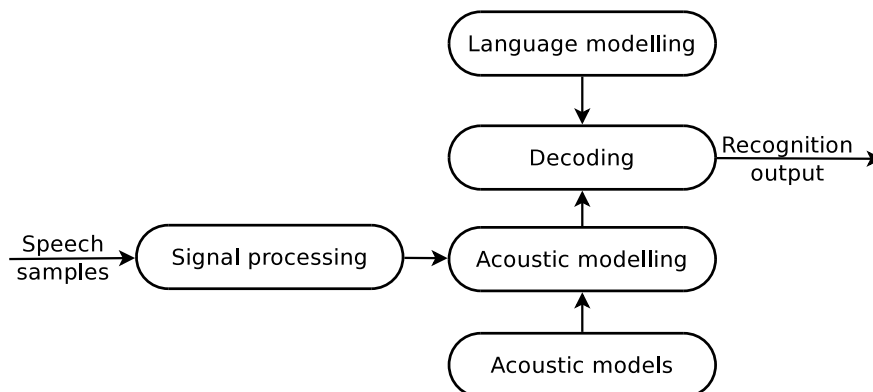 Language modelling
Decoding
Recognition
output
Speech
samples
Signal processing
Acoustic modelling
Acoustic models